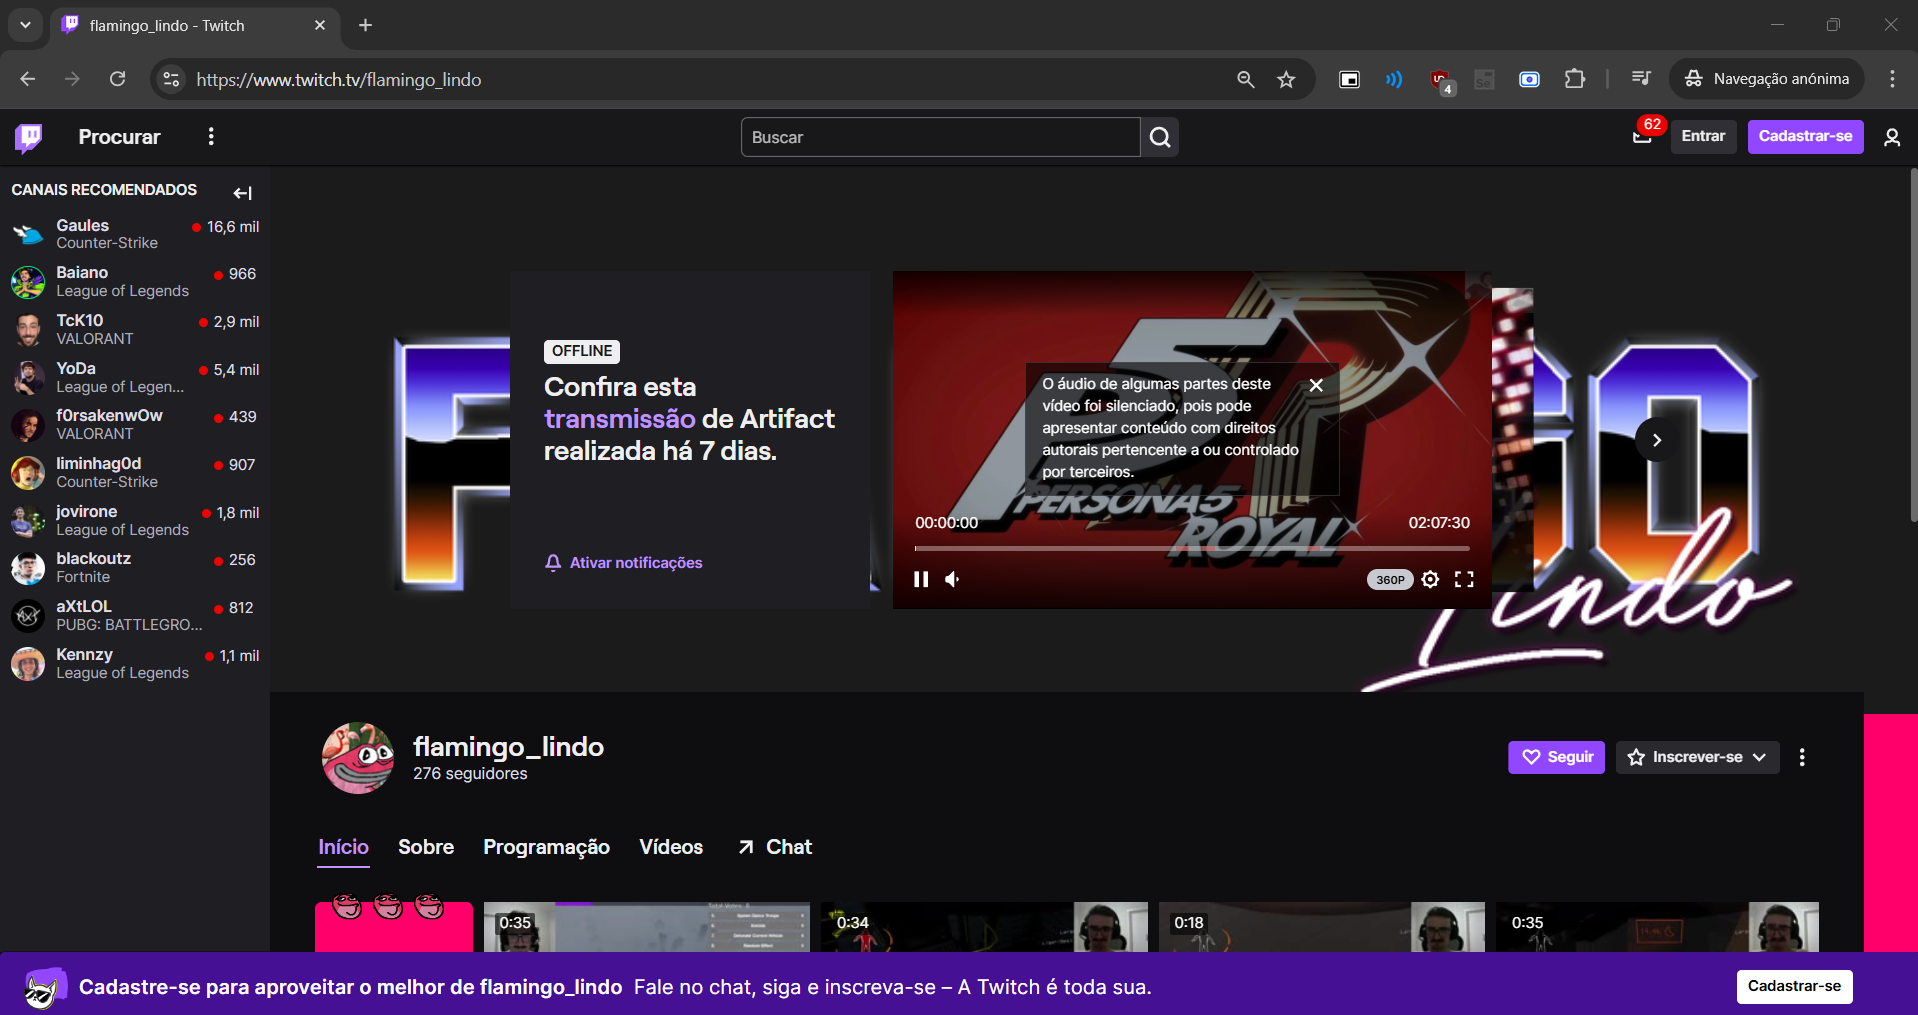 flamingo_lindo - Twitch
https://www.twitch.tv/flamingo_lindo
4
Navegação anónima
Procurar
Buscar
62
Entrar
Cadastrar-se
CANAIS RECOMENDADOS
Gaules
16,6 mil
Counter-Strike
Baiano
966
League of Legends
TcK10
2,9 mil
VALORANT
YoDa
5,4 mil
League of Legen...
f0rsakenwOw
439
VALORANT
liminhag0d
907
Counter-Strike
jovirone
1,8 mil
League of Legends
blackoutz
256
Fortnite
aXtLOL
812
PUBG: BATTLEGRO...
Kennzy
1,1 mil
League of Legends
OFFLINE
Confira esta
transmissão de Artifact
realizada há 7 dias.
Ativar notificações
P5R
O áudio de algumas partes deste
vídeo foi silenciado, pois pode
apresentar conteúdo com direitos
autorais pertencente a ou controlado
por terceiros.
PERSONA5
ROYAL
00:00:00
02:07:30
360P
Lindo
flamingo_lindo
276 seguidores
Seguir
Inscrever-se
Início
Sobre
Programação
Vídeos
Chat
0:35
0:34
0:18
0:35
Cadastre-se para aproveitar o melhor de flamingo_lindo Fale no chat, siga e inscreva-se – A Twitch é toda sua.
Cadastrar-se